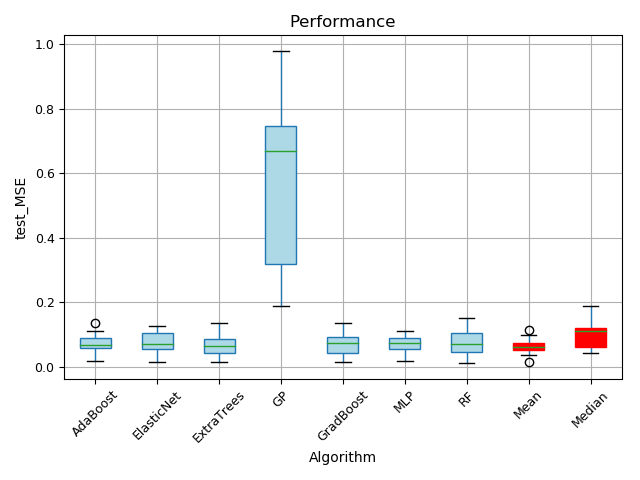 Performance
1.0
0.8
0.6
0.4
0.2
0.0
test_MSE
AdaBoost
ElasticNet
ExtraTrees
GP
GradBoost
MLP
RF
Mean
Median
Algorithm